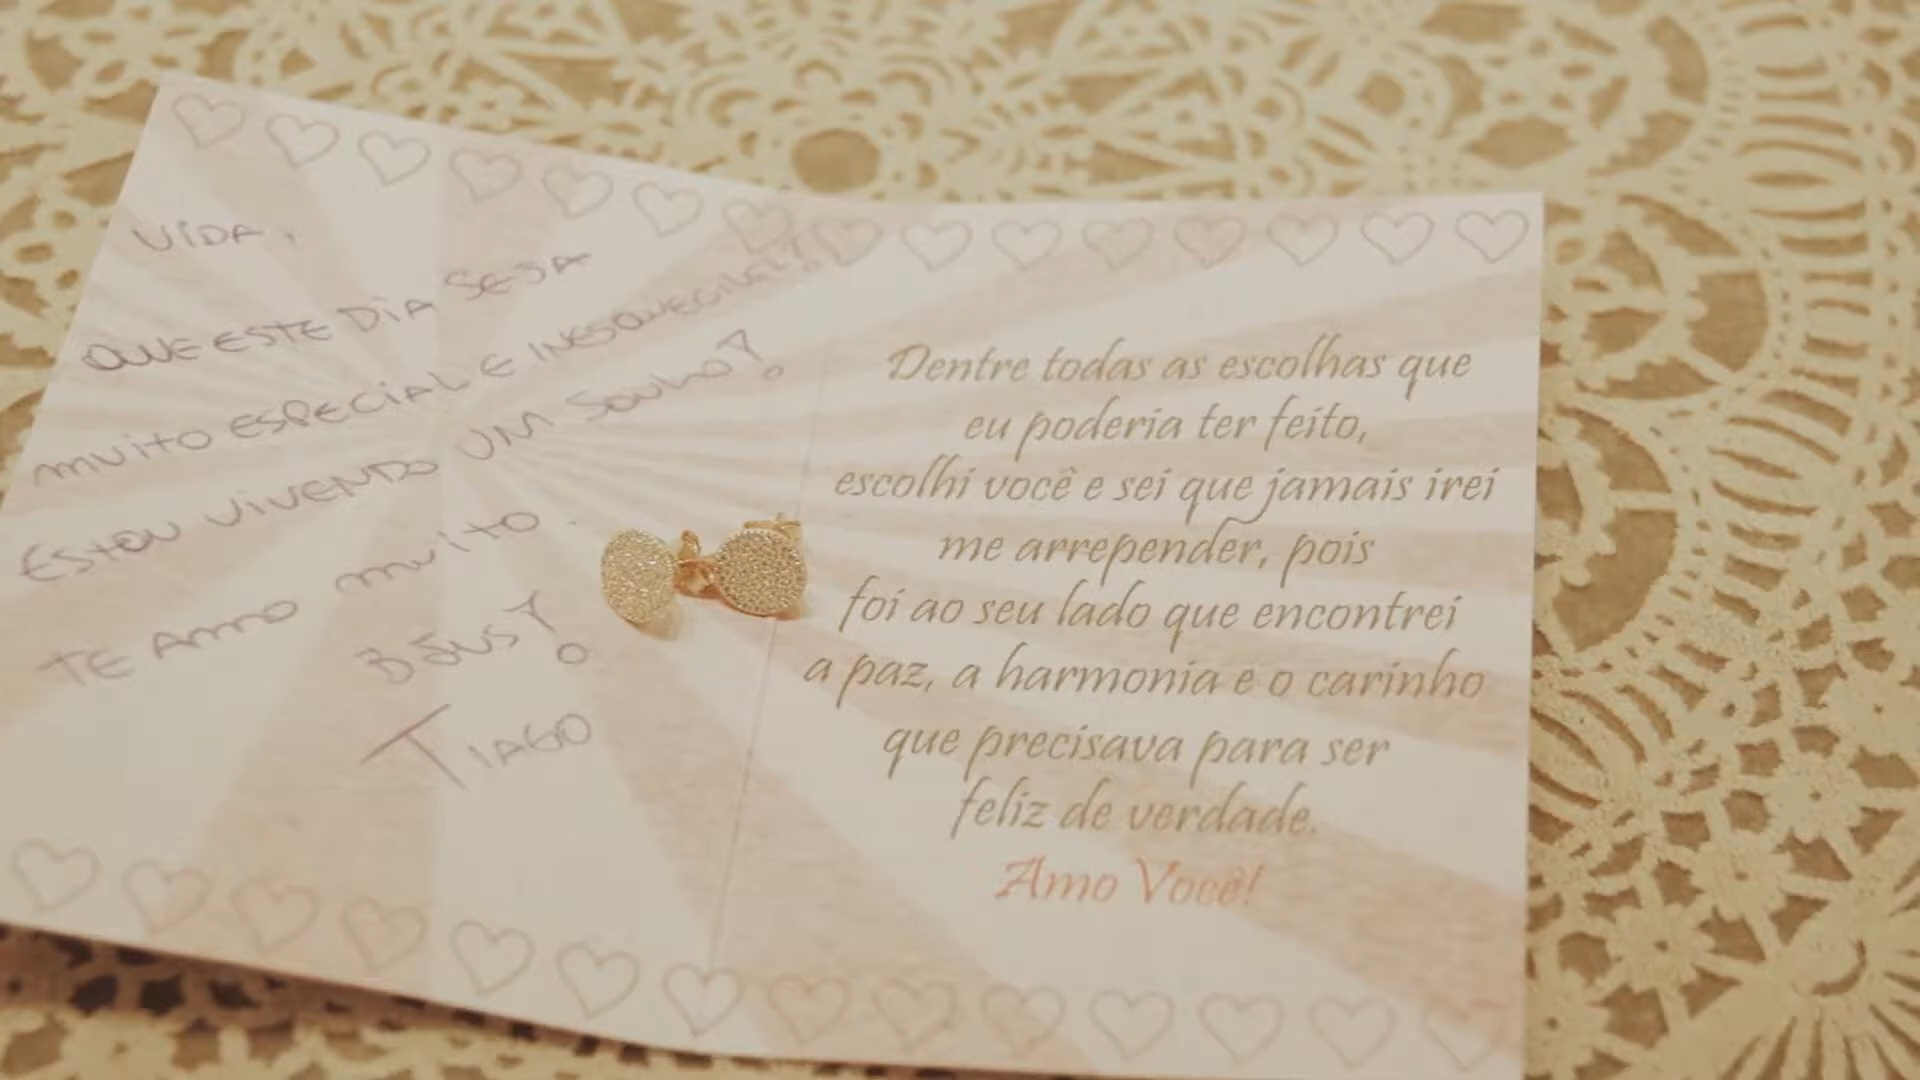 VIDA,
QUE ESTE DIA SEJA
MUITO ESPECIAL E INESQUECÍVEL!
ESTOU VIVENDO UM SONHO!
TE AMO MUITO.
BJUS!
TIAGO
Dentre todas as escolhas que
eu poderia ter feito,
escolhi você e sei que jamais irei
me arrepender, pois
foi ao seu lado que encontrei
a paz, a harmonia e o carinho
que precisava para ser
feliz de verdade.
Amo Você!